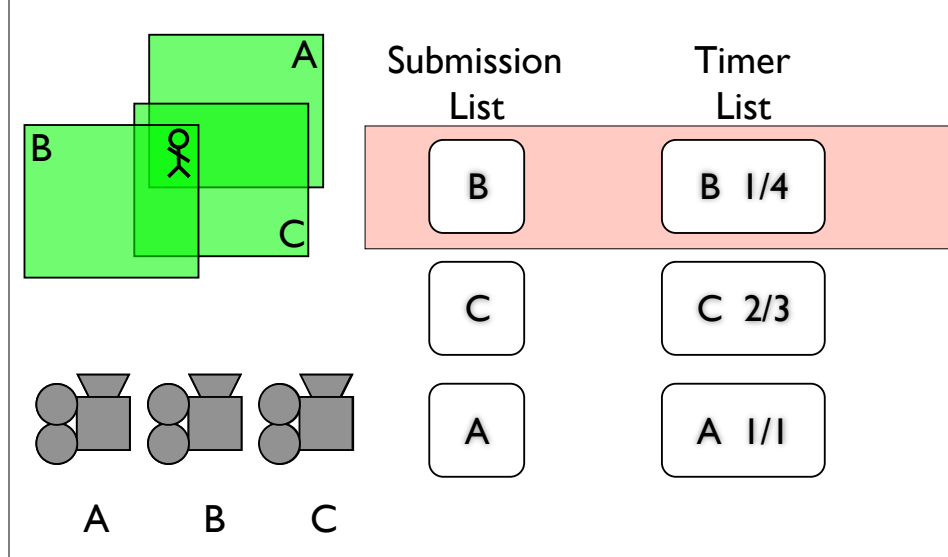 A
B
C
Submission List
Timer List
B
B 1/4
C
C 2/3
A
A 1/1
A B C